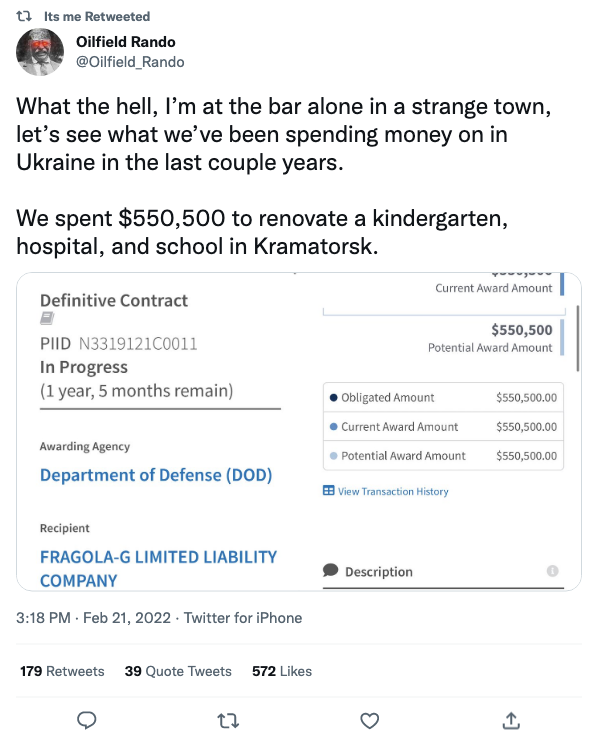 Its me Retweeted
Oilfield Rando
@Oilfield_Rando
What the hell, I’m at the bar alone in a strange town,
let’s see what we’ve been spending money on in
Ukraine in the last couple years.
We spent $550,500 to renovate a kindergarten,
hospital, and school in Kramatorsk.
Definitive Contract
PIID N3319121C0011
In Progress
(1 year, 5 months remain)
Awarding Agency
Department of Defense (DOD)
Recipient
FRAGOLA-G LIMITED LIABILITY
COMPANY
Current Award Amount
$550,500
Potential Award Amount
Obligated Amount $550,500.00
Current Award Amount $550,500.00
Potential Award Amount $550,500.00
View Transaction History
Description
3:18 PM · Feb 21, 2022 · Twitter for iPhone
179 Retweets 39 Quote Tweets 572 Likes